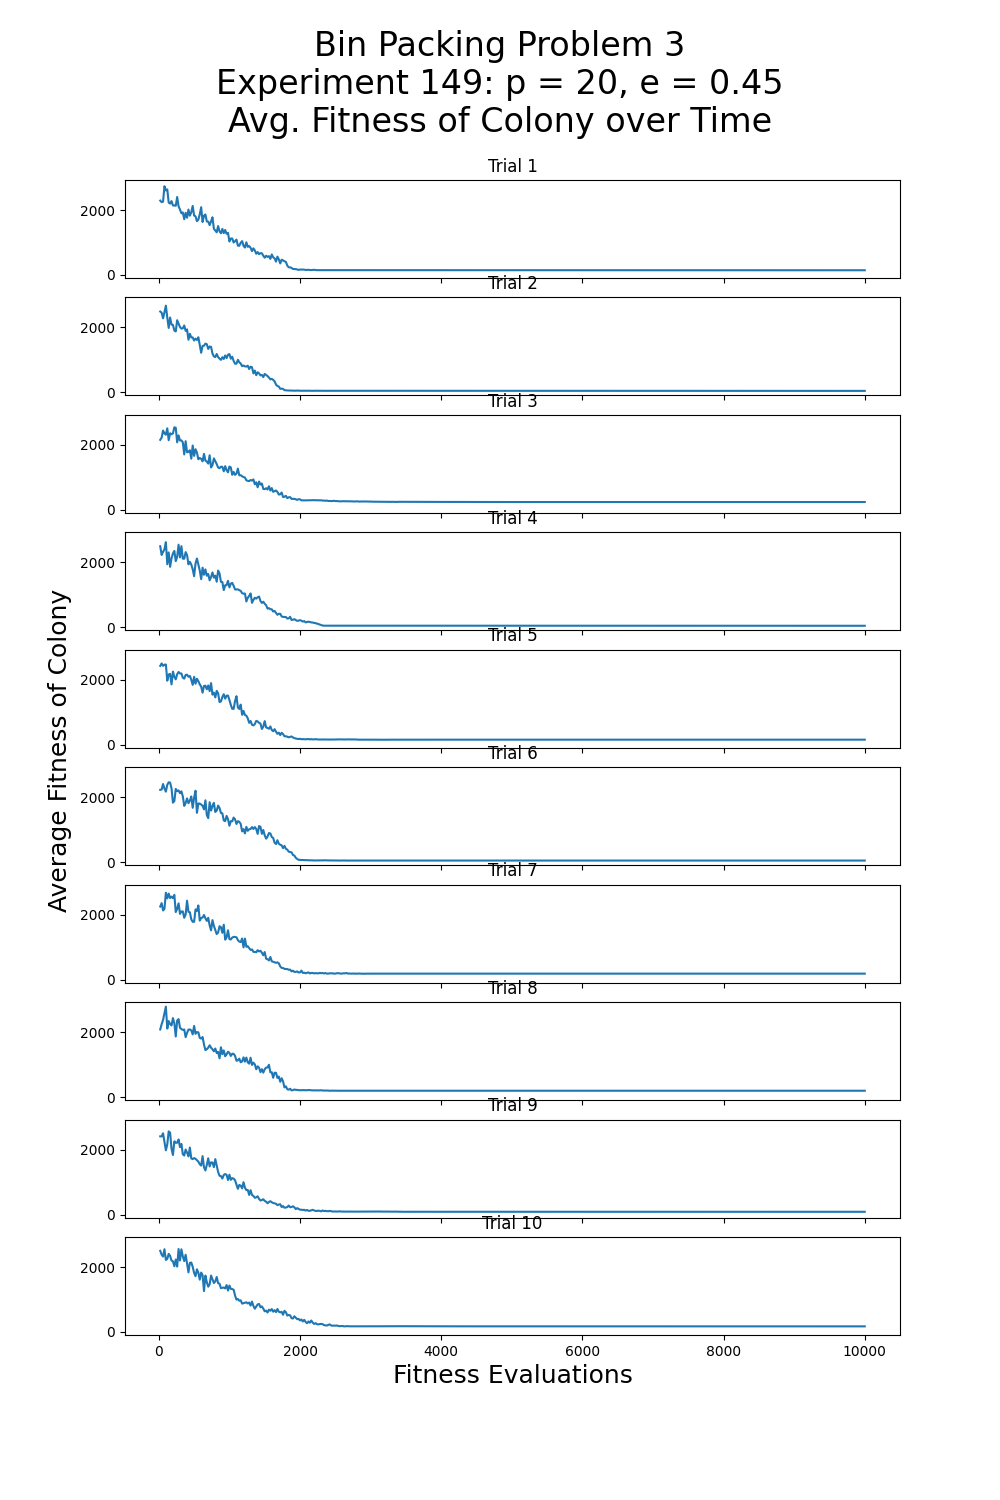 Bin Packing Problem 3
Experiment 149: p = 20, e = 0.45
Avg. Fitness of Colony over Time
Trial 1
2000
0
Trial 2
2000
0
Trial 3
2000
0
Trial 4
2000
0
Trial 5
2000
0
Trial 6
2000
0
Trial 7
2000
0
Trial 8
2000
0
Trial 9
2000
0
Trial 10
2000
0
0 2000 4000 6000 8000 10000
Fitness Evaluations
Average Fitness of Colony